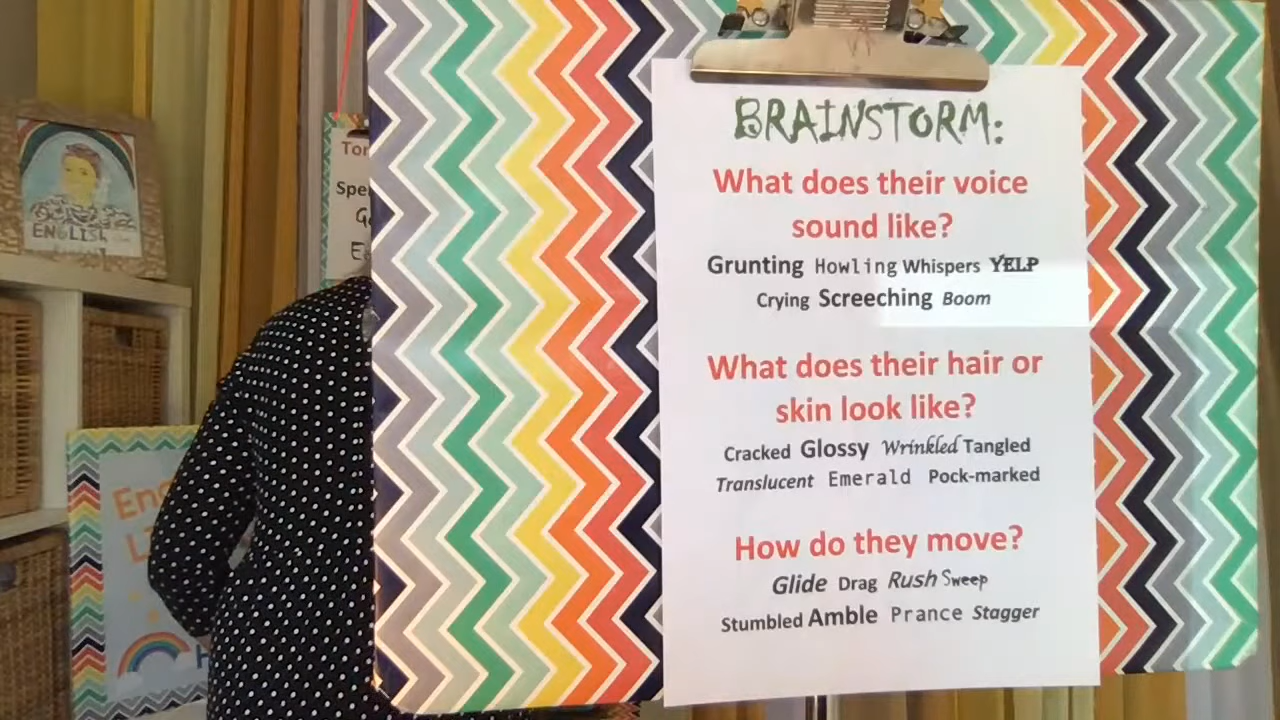 BRAINSTORM:
What does their voice
sound like?
Grunting Howling Whispers YELP
Crying Screeching Boom
What does their hair or
skin look like?
Cracked Glossy Wrinkled Tangled
Translucent Emerald Pock-marked
How do they move?
Glide Drag Rush Sweep
Stumbled Amble Prance Stagger
ENGLISH